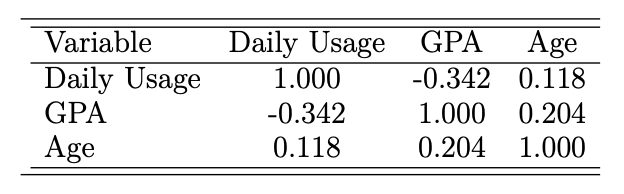 Variable Daily Usage GPA Age
Daily Usage 1.000 -0.342 0.118
GPA -0.342 1.000 0.204
Age 0.118 0.204 1.000